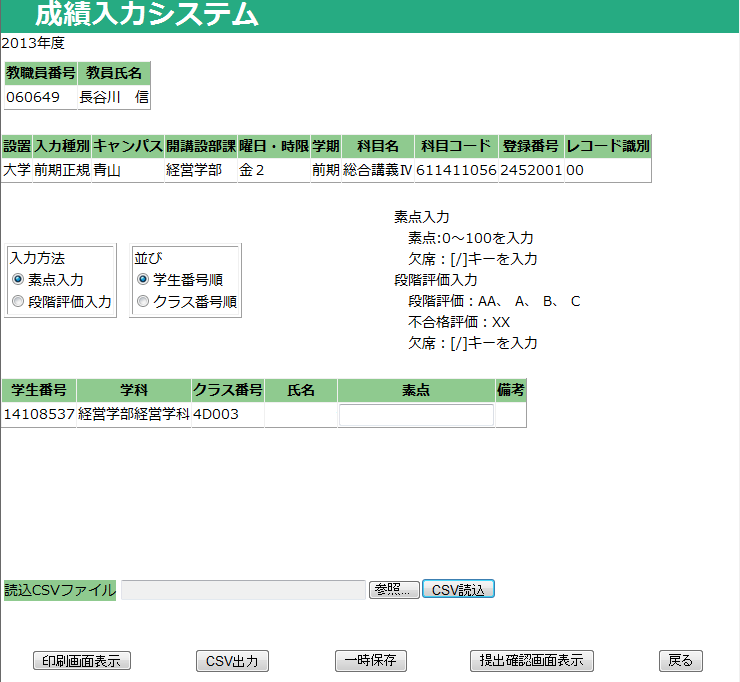 成績入力システム
2013年度
教職員番号 教員氏名
060649 長谷川 信
設置 入力種別 キャンパス 開講設部課 曜日・時限 学期 科目名 科目コード 登録番号 レコード識別
大学 前期正規 青山 経営学部 金２ 前期 総合講義Ⅳ 611411056 2452001 00
素点入力
素点:0～100を入力
欠席：[/]キーを入力
段階評価入力
段階評価：AA、 A、 B、 C
不合格評価：XX
欠席：[/]キーを入力
入力方法
素点入力
段階評価入力
並び
学生番号順
クラス番号順
学生番号 学科 クラス番号 氏名 素点 備考
14108537 経営学部経営学科 4D003
読込CSVファイル 参照... CSV読込
印刷画面表示 CSV出力 一時保存 提出確認画面表示 戻る